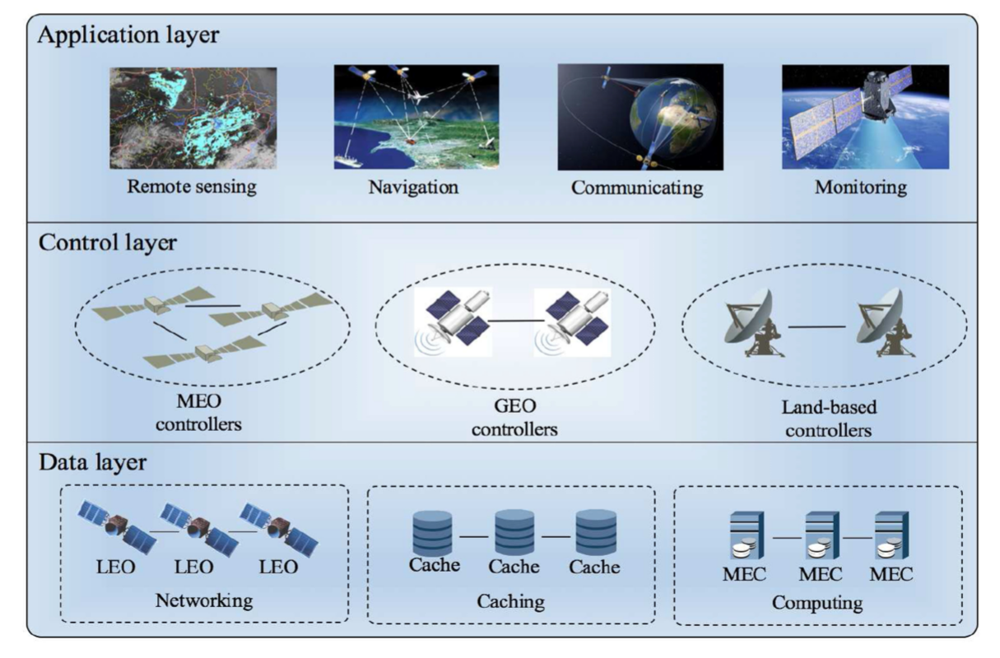 Application layer
Remote sensing
Navigation
Communicating
Monitoring
Control layer
MEO
controllers
GEO
controllers
Land-based
controllers
Data layer
LEO
LEO
LEO
Networking
Cache
Cache
Cache
Caching
MEC
MEC
MEC
Computing